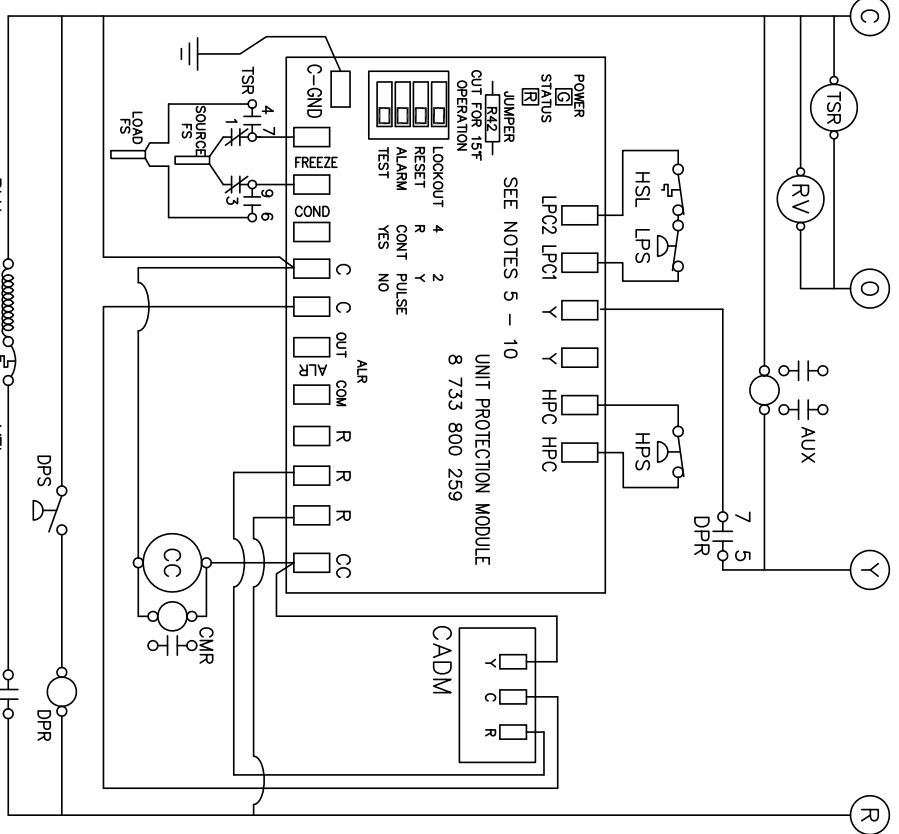 C
TSR
RV
O
AUX
Y
R
7
5
DPR
HSL
LPS
HPS
LPC2
LPC1
Y
Y
HPC
HPC
POWER
G
STATUS
R
JUMPER
R42
CUT FOR 15°F
OPERATION
SEE NOTES 5 - 10
LOCKOUT 4 2
RESET R Y
ALARM CONT PULSE
TEST YES NO
UNIT PROTECTION MODULE
8 733 800 259
C-GND
FREEZE
COND
C
C
OUT
ALR
ALR
COM
R
R
R
CC
TSR
4
7
1
SOURCE
FS
LOAD
FS
9
3
6
CADM
Y
C
R
CC
CMR
DPS
DPR